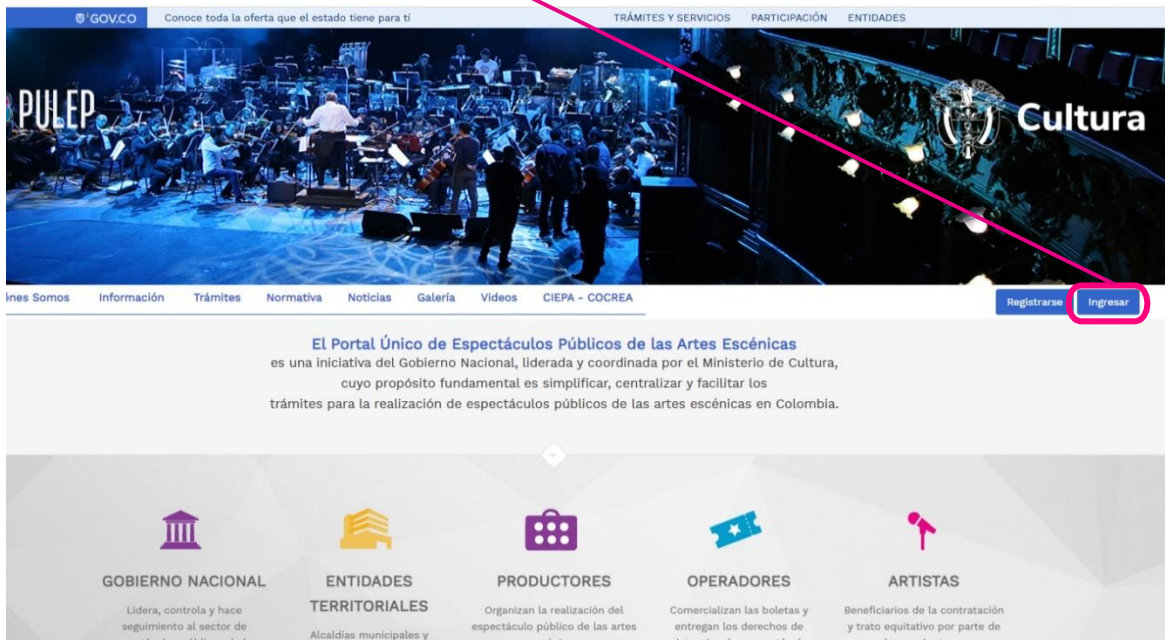 GOV.CO Conoce toda la oferta que el estado tiene para tí TRÁMITES Y SERVICIOS PARTICIPACIÓN ENTIDADES
PULEP
Cultura
Somos Información Trámites Normativa Noticias Galería Videos CIEPA - COCREA Registrarse Ingresar
El Portal Único de Espectáculos Públicos de las Artes Escénicas
es una iniciativa del Gobierno Nacional, liderada y coordinada por el Ministerio de Cultura,
cuyo propósito fundamental es simplificar, centralizar y facilitar los
trámites para la realización de espectáculos públicos de las artes escénicas en Colombia.
GOBIERNO NACIONAL
Lidera, controla y hace
seguimiento al sector de
ENTIDADES
TERRITORIALES
Alcaldías municipales y
PRODUCTORES
Organizan la realización del
espectáculo público de las artes
OPERADORES
Comercializan las boletas y
entregan los derechos de
ARTISTAS
Beneficiarios de la contratación
y trato equitativo por parte de